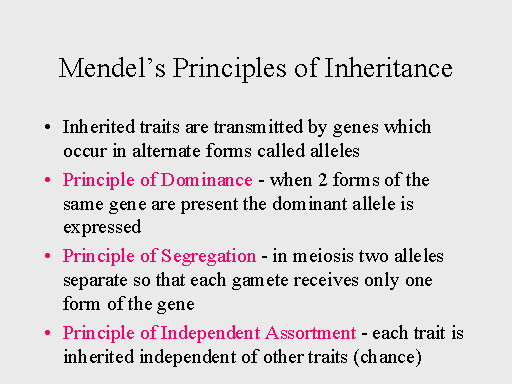 Mendel's Principles of Inheritance
• Inherited traits are transmitted by genes which
occur in alternate forms called alleles
• Principle of Dominance - when 2 forms of the
same gene are present the dominant allele is
expressed
• Principle of Segregation - in meiosis two alleles
separate so that each gamete receives only one
form of the gene
• Principle of Independent Assortment - each trait is
inherited independent of other traits (chance)